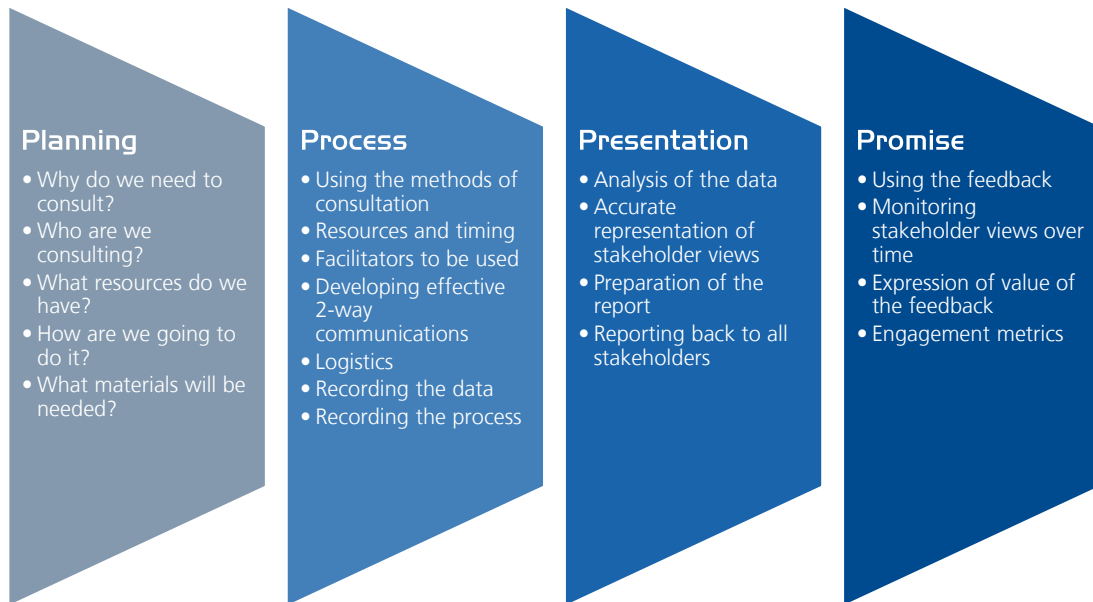 Planning
• Why do we need to
consult?
• Who are we
consulting?
• What resources do we
have?
• How are we going to
do it?
• What materials will be
needed?
Process
• Using the methods of
consultation
• Resources and timing
• Facilitators to be used
• Developing effective
2-way
communications
• Logistics
• Recording the data
• Recording the process
Presentation
• Analysis of the data
• Accurate
representation of
stakeholder views
• Preparation of the
report
• Reporting back to all
stakeholders
Promise
• Using the feedback
• Monitoring
stakeholder views over
time
• Expression of value of
the feedback
• Engagement metrics